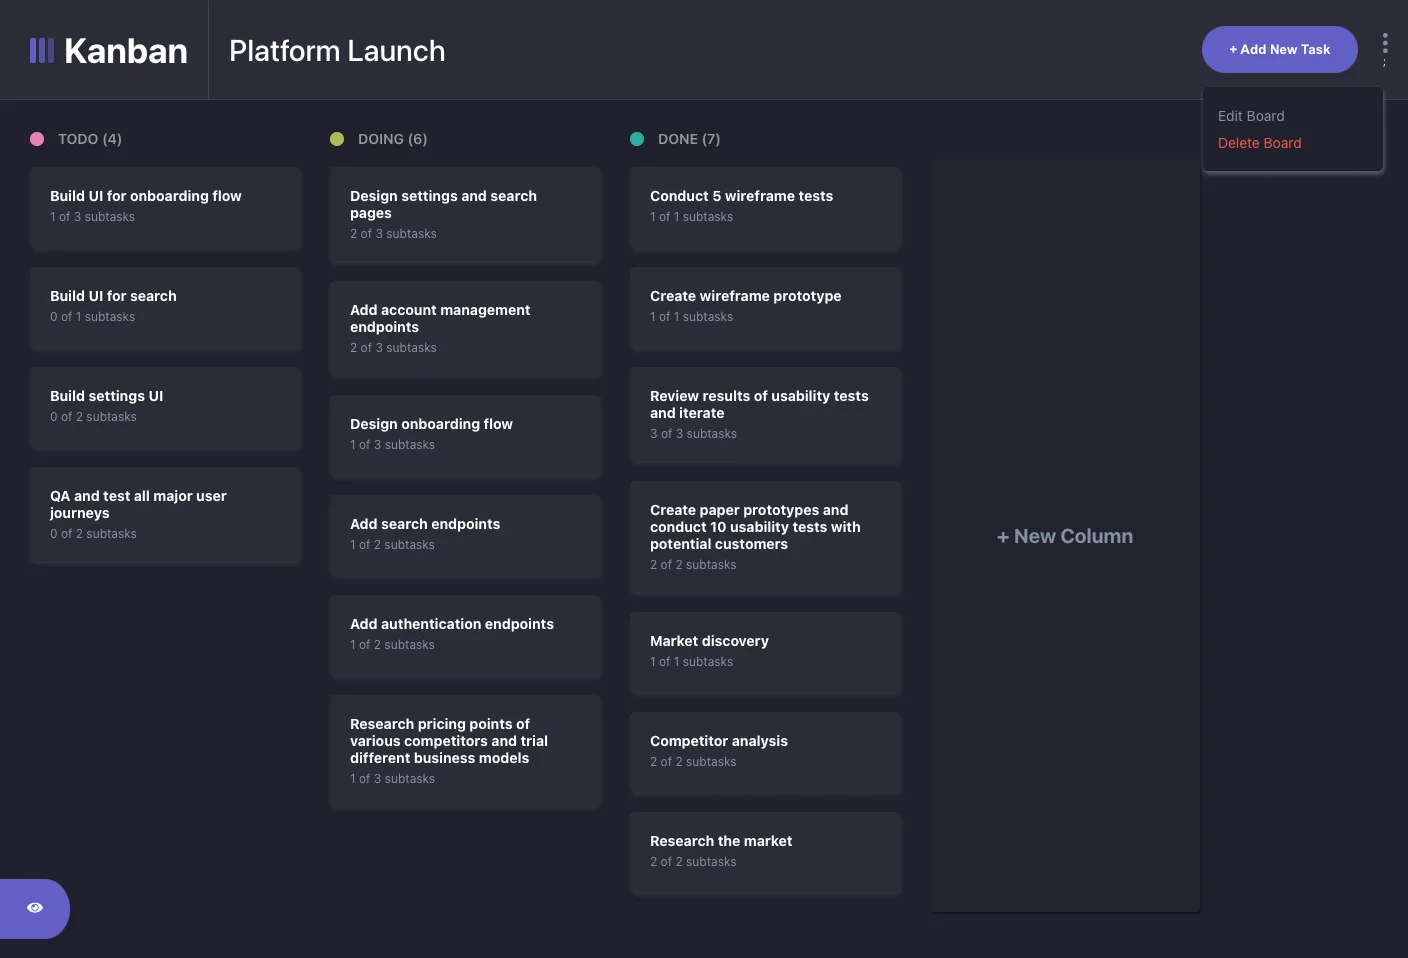 Kanban
Platform Launch
+ Add New Task
;
Edit Board
Delete Board
TODO (4)
Build UI for onboarding flow
1 of 3 subtasks
Build UI for search
0 of 1 subtasks
Build settings UI
0 of 2 subtasks
QA and test all major user
journeys
0 of 2 subtasks
DOING (6)
Design settings and search
pages
2 of 3 subtasks
Add account management
endpoints
2 of 3 subtasks
Design onboarding flow
1 of 3 subtasks
Add search endpoints
1 of 2 subtasks
Add authentication endpoints
1 of 2 subtasks
Research pricing points of
various competitors and trial
different business models
1 of 3 subtasks
DONE (7)
Conduct 5 wireframe tests
1 of 1 subtasks
Create wireframe prototype
1 of 1 subtasks
Review results of usability tests
and iterate
3 of 3 subtasks
Create paper prototypes and
conduct 10 usability tests with
potential customers
2 of 2 subtasks
Market discovery
1 of 1 subtasks
Competitor analysis
2 of 2 subtasks
Research the market
2 of 2 subtasks
+ New Column